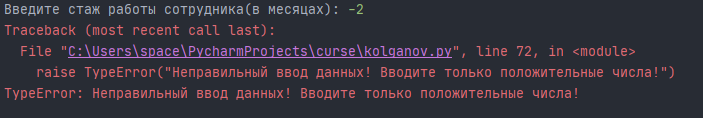 Введите стаж работы сотрудника(в месяцах): -2
Traceback (most recent call last):
  File "C:\Users\space\PycharmProjects\curse\kolganov.py", line 72, in <module>
    raise TypeError("Неправильный ввод данных! Вводите только положительные числа!")
TypeError: Неправильный ввод данных! Вводите только положительные числа!